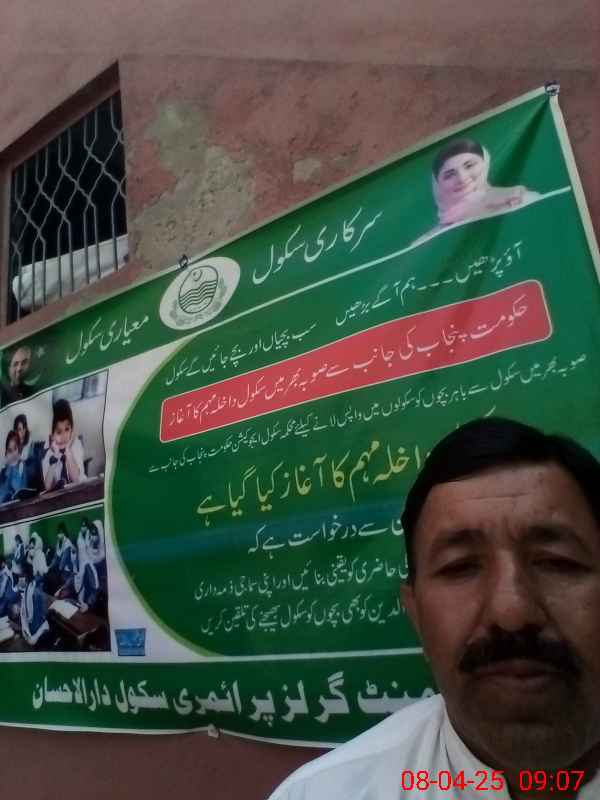 سرکاری سکول
معیاری سکول
آؤ پڑھیں۔۔۔ہم آگے بڑھیں
سب بچیاں اور بچے جائیں گے سکول
حکومت پنجاب کی جانب سے صوبہ بھر میں سکول داخلہ مہم کا آغاز
صوبہ بھر میں سکول سے باہر بچوں کو سکولوں میں واپس لانے کیلئے محکمہ سکول ایجوکیشن حکومت پنجاب کی جانب سے
داخلہ مہم کا آغاز کیا گیا ہے
سے درخواست ہے کہ
کی حاضری کو یقینی بنائیں اور اپنی سماجی ذمہ داری
والدین کو بھی بچوں کو سکول بھیجنے کی تلقین کریں
منٹ گرلز پرائمری سکول دارالاحسان
08-04-25 09:07